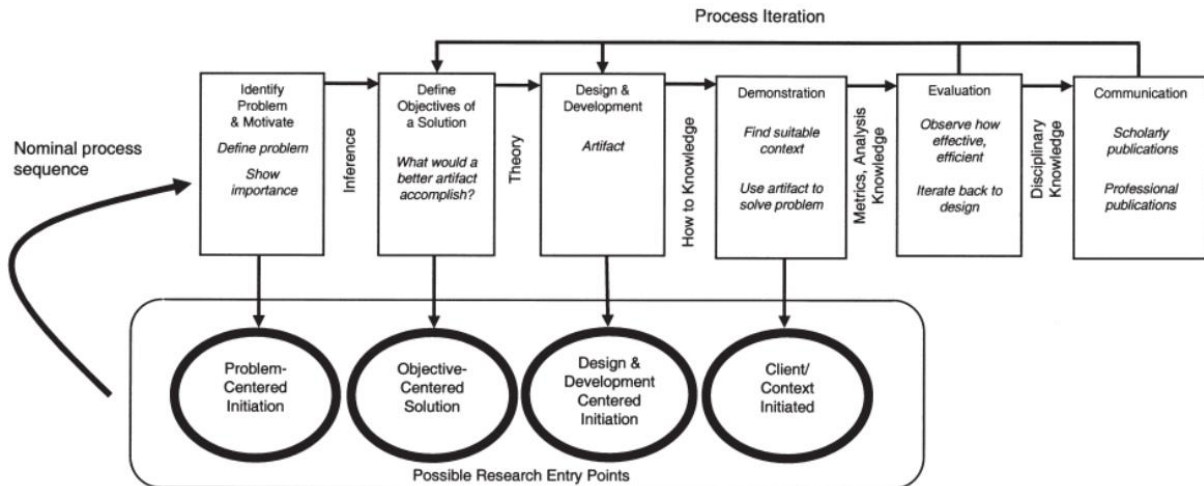 Process Iteration
Nominal process
sequence
Identify
Problem
& Motivate
Define problem
Show
importance
Inference
Define
Objectives of
a Solution
What would a
better artifact
accomplish?
Theory
Design &
Development
Artifact
How to Knowledge
Demonstration
Find suitable
context
Use artifact to
solve problem
Metrics, Analysis
Knowledge
Evaluation
Observe how
effective,
efficient
Iterate back to
design
Disciplinary
Knowledge
Communication
Scholarly
publications
Professional
publications
Problem-
Centered
Initiation
Objective-
Centered
Solution
Design &
Development
Centered
Initiation
Client/
Context
Initiated
Possible Research Entry Points